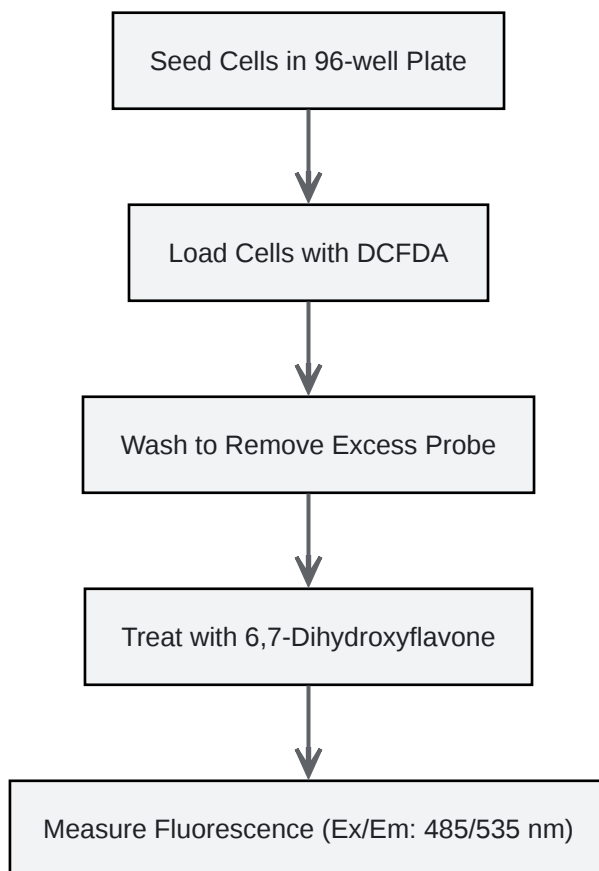 Seed Cells in 96-well Plate
Load Cells with DCFDA
Wash to Remove Excess Probe
Treat with 6,7-Dihydroxyflavone
Measure Fluorescence (Ex/Em: 485/535 nm)